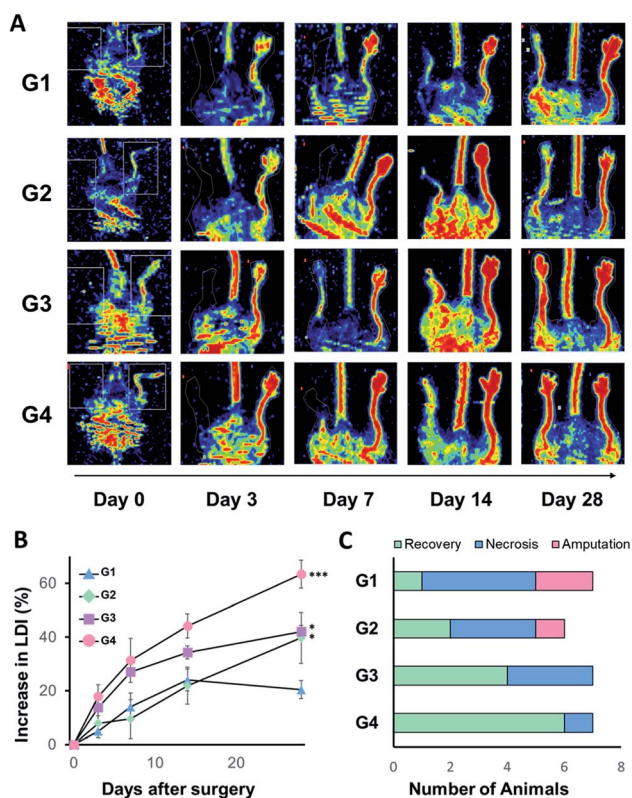 A
G1
G2
G3
G4
Day 0 Day 3 Day 7 Day 14 Day 28
B
G1
G2
G3
G4
***
*
*
60
40
20
0
0 10 20
Increase in LDI (%)
Days after surgery
C
Recovery Necrosis Amputation
G1
G2
G3
G4
0 2 4 6 8
Number of Animals